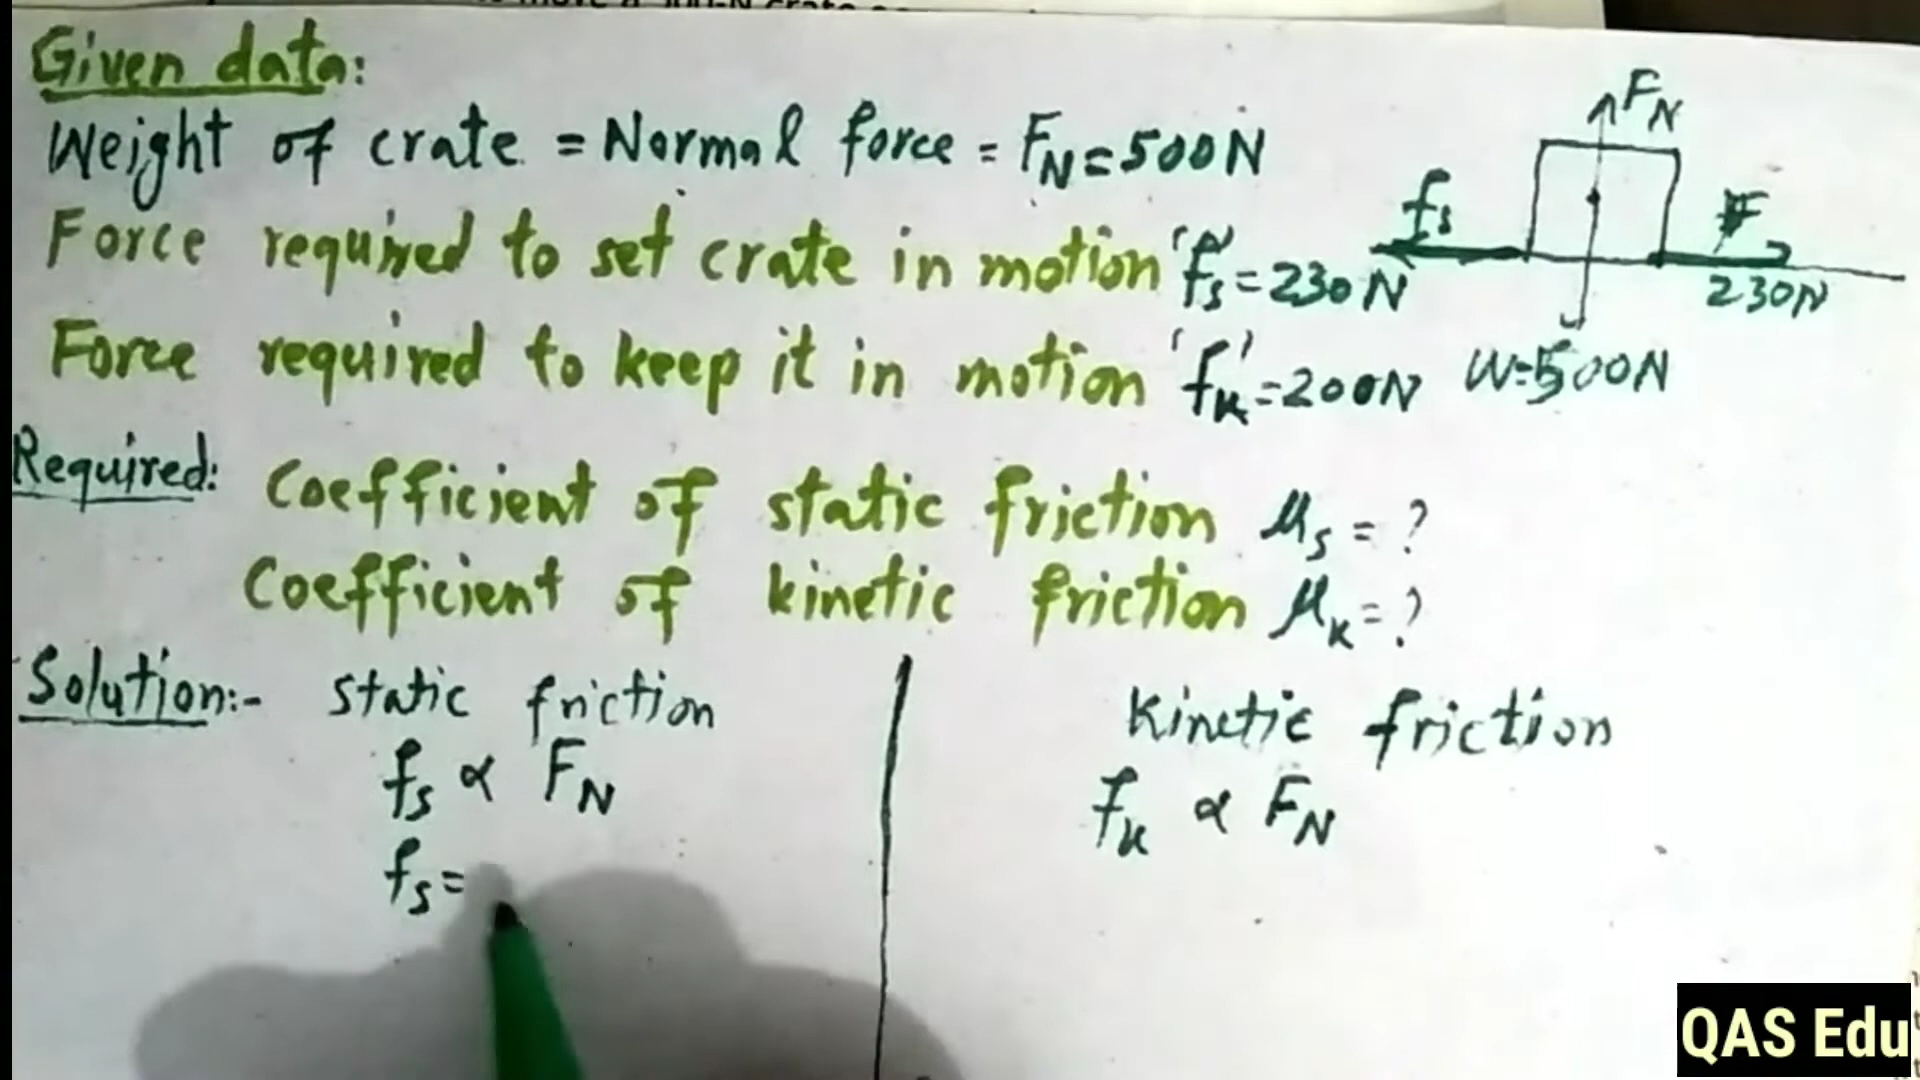 Given data:
Weight of crate = Normal force = FN = 500N
Force required to set crate in motion 'fs' = 230N
Force required to keep it in motion 'fk' = 200N
FN
fs
F
230N
W=500N
Required: Coefficient of static friction μs = ?
Coefficient of kinetic friction μk = ?
Solution:- Static friction
fs ∝ FN
fs =
Kinetic friction
fk ∝ FN
QAS Edu